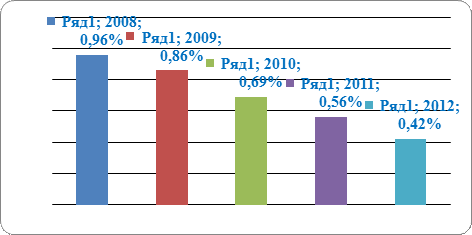 Ряд1; 2008;
0,96%
Ряд1; 2009;
0,86%
Ряд1; 2010;
0,69%
Ряд1; 2011;
0,56%
Ряд1; 2012;
0,42%